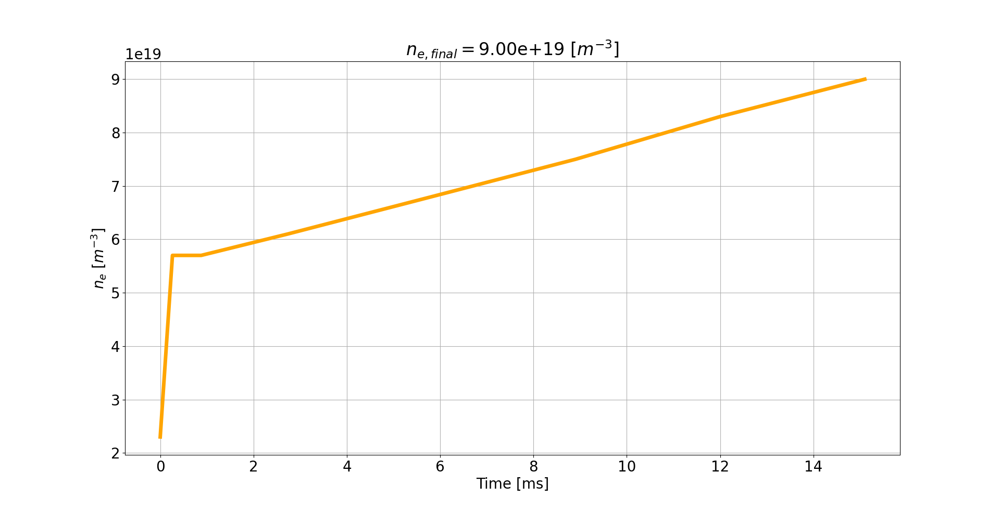 n_{e, final} = 9.00e+19 [m^{-3}]
1e19
9
8
7
6
5
4
3
2
n_e [m^{-3}]
0 2 4 6 8 10 12 14
Time [ms]